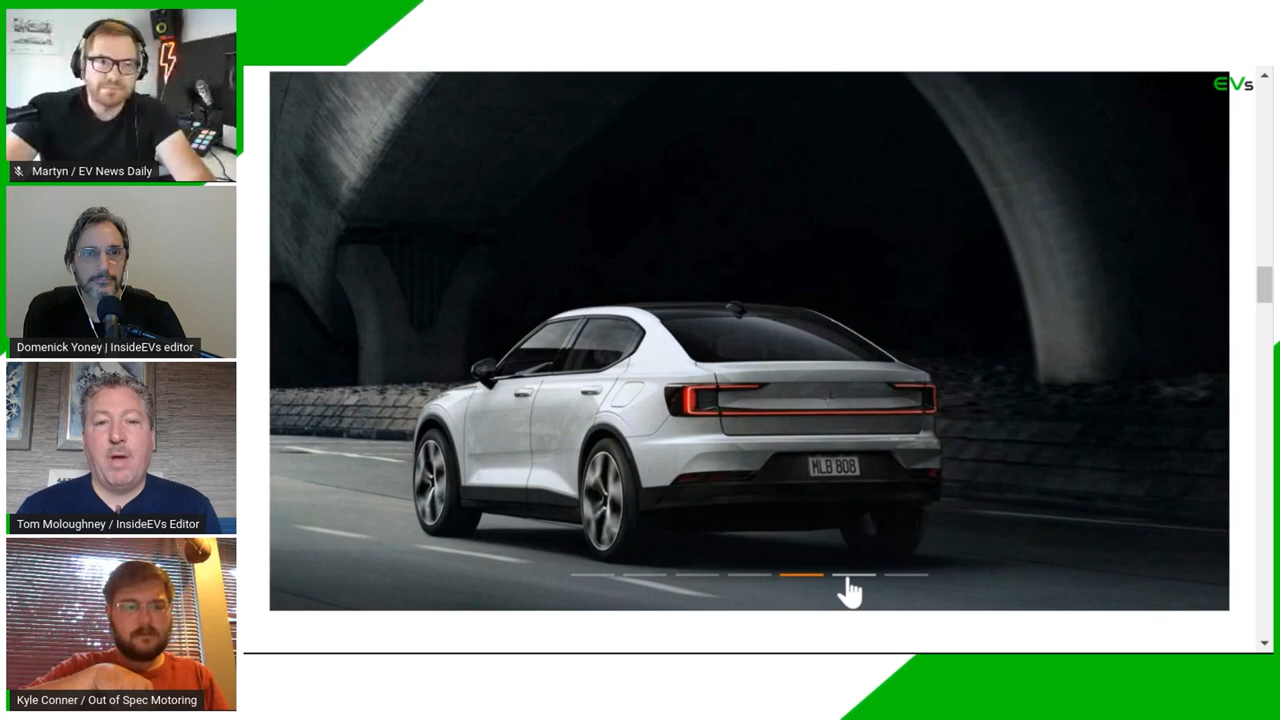 Martyn / EV News Daily
Domenick Yoney | InsideEVs editor
Tom Moloughney / InsideEVs Editor
Kyle Conner / Out of Spec Motoring
EVs
MLB 808